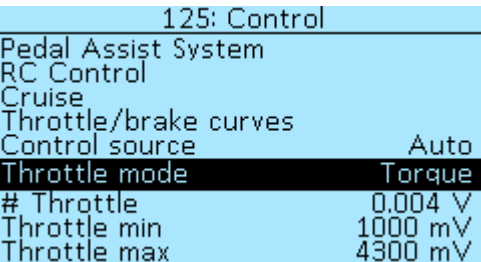 125: Control
Pedal Assist System
RC Control
Cruise
Throttle/brake curves
Control source Auto
Throttle mode Torque
# Throttle 0.004 V
Throttle min 1000 mV
Throttle max 4300 mV